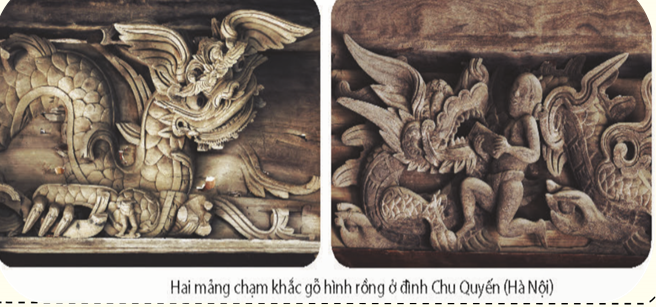 Hai mảng chạm khắc gỗ hình rồng ở đình Chu Quyến (Hà Nội)